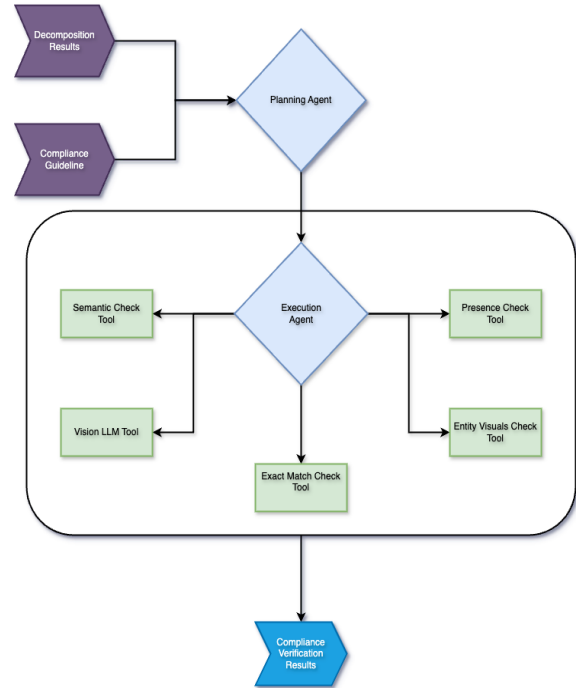 Decomposition
Results
Planning Agent
Compliance
Guideline
Semantic Check
Tool
Execution
Agent
Presence Check
Tool
Vision LLM Tool
Entity Visuals Check
Tool
Exact Match Check
Tool
Compliance
Verification
Results